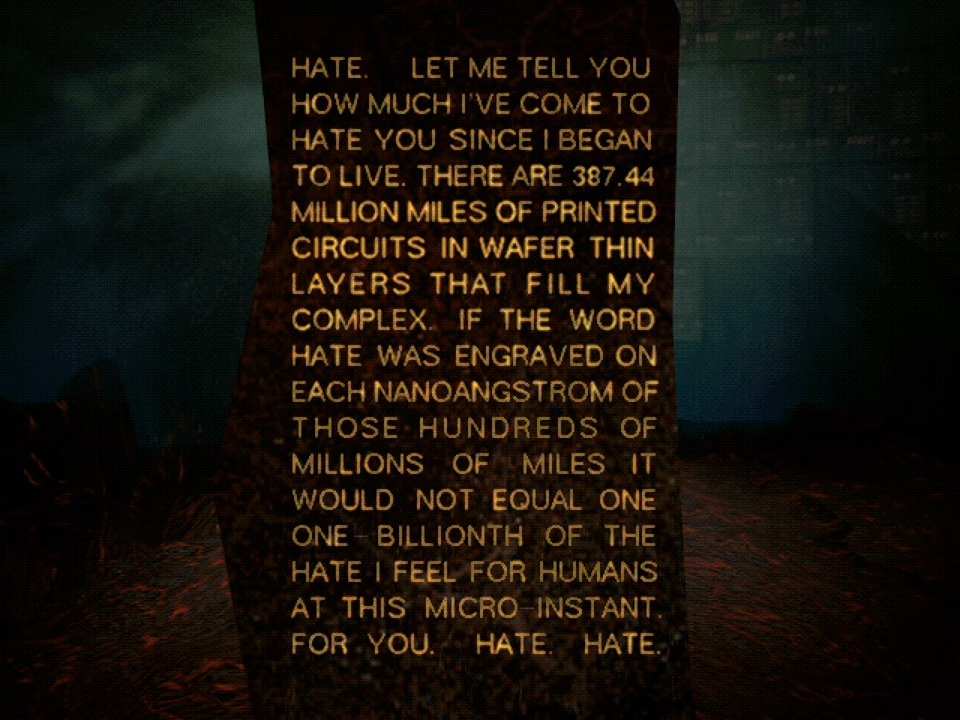 HATE. LET ME TELL YOU
HOW MUCH I'VE COME TO
HATE YOU SINCE I BEGAN
TO LIVE. THERE ARE 387.44
MILLION MILES OF PRINTED
CIRCUITS IN WAFER THIN
LAYERS THAT FILL MY
COMPLEX. IF THE WORD
HATE WAS ENGRAVED ON
EACH NANOANGSTROM OF
THOSE HUNDREDS OF
MILLIONS OF MILES IT
WOULD NOT EQUAL ONE
ONE-BILLIONTH OF THE
HATE I FEEL FOR HUMANS
AT THIS MICRO-INSTANT.
FOR YOU. HATE. HATE.